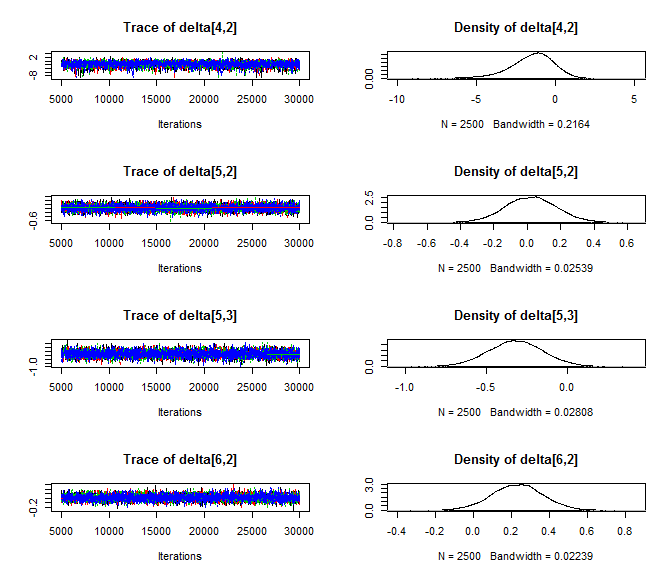 Trace of delta[4,2]
2
-8
5000 10000 15000 20000 25000 30000
Iterations
Density of delta[4,2]
0.00
-10 -5 0 5
N = 2500 Bandwidth = 0.2164
Trace of delta[5,2]
-0.6
5000 10000 15000 20000 25000 30000
Iterations
Density of delta[5,2]
2.5
0.0
-0.8 -0.6 -0.4 -0.2 0.0 0.2 0.4 0.6
N = 2500 Bandwidth = 0.02539
Trace of delta[5,3]
-1.0
5000 10000 15000 20000 25000 30000
Iterations
Density of delta[5,3]
0.0
-1.0 -0.5 0.0
N = 2500 Bandwidth = 0.02808
Trace of delta[6,2]
-0.2
5000 10000 15000 20000 25000 30000
Iterations
Density of delta[6,2]
3.0
0.0
-0.4 -0.2 0.0 0.2 0.4 0.6 0.8
N = 2500 Bandwidth = 0.02239